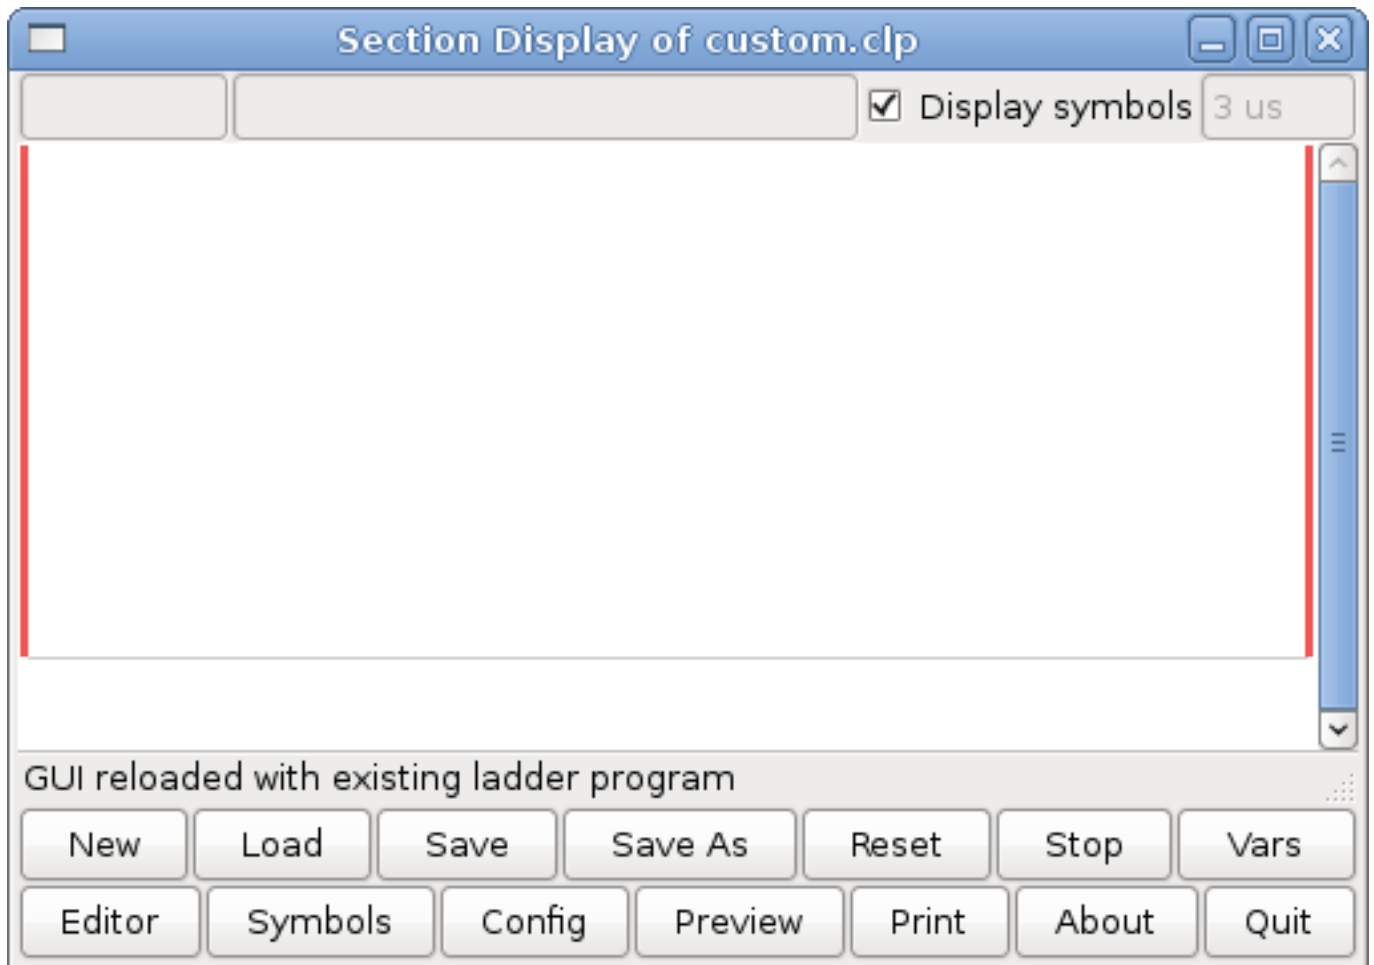 Section Display of custom.clp
Display symbols 3 us
GUI reloaded with existing ladder program
New Load Save Save As Reset Stop Vars
Editor Symbols Config Preview Print About Quit